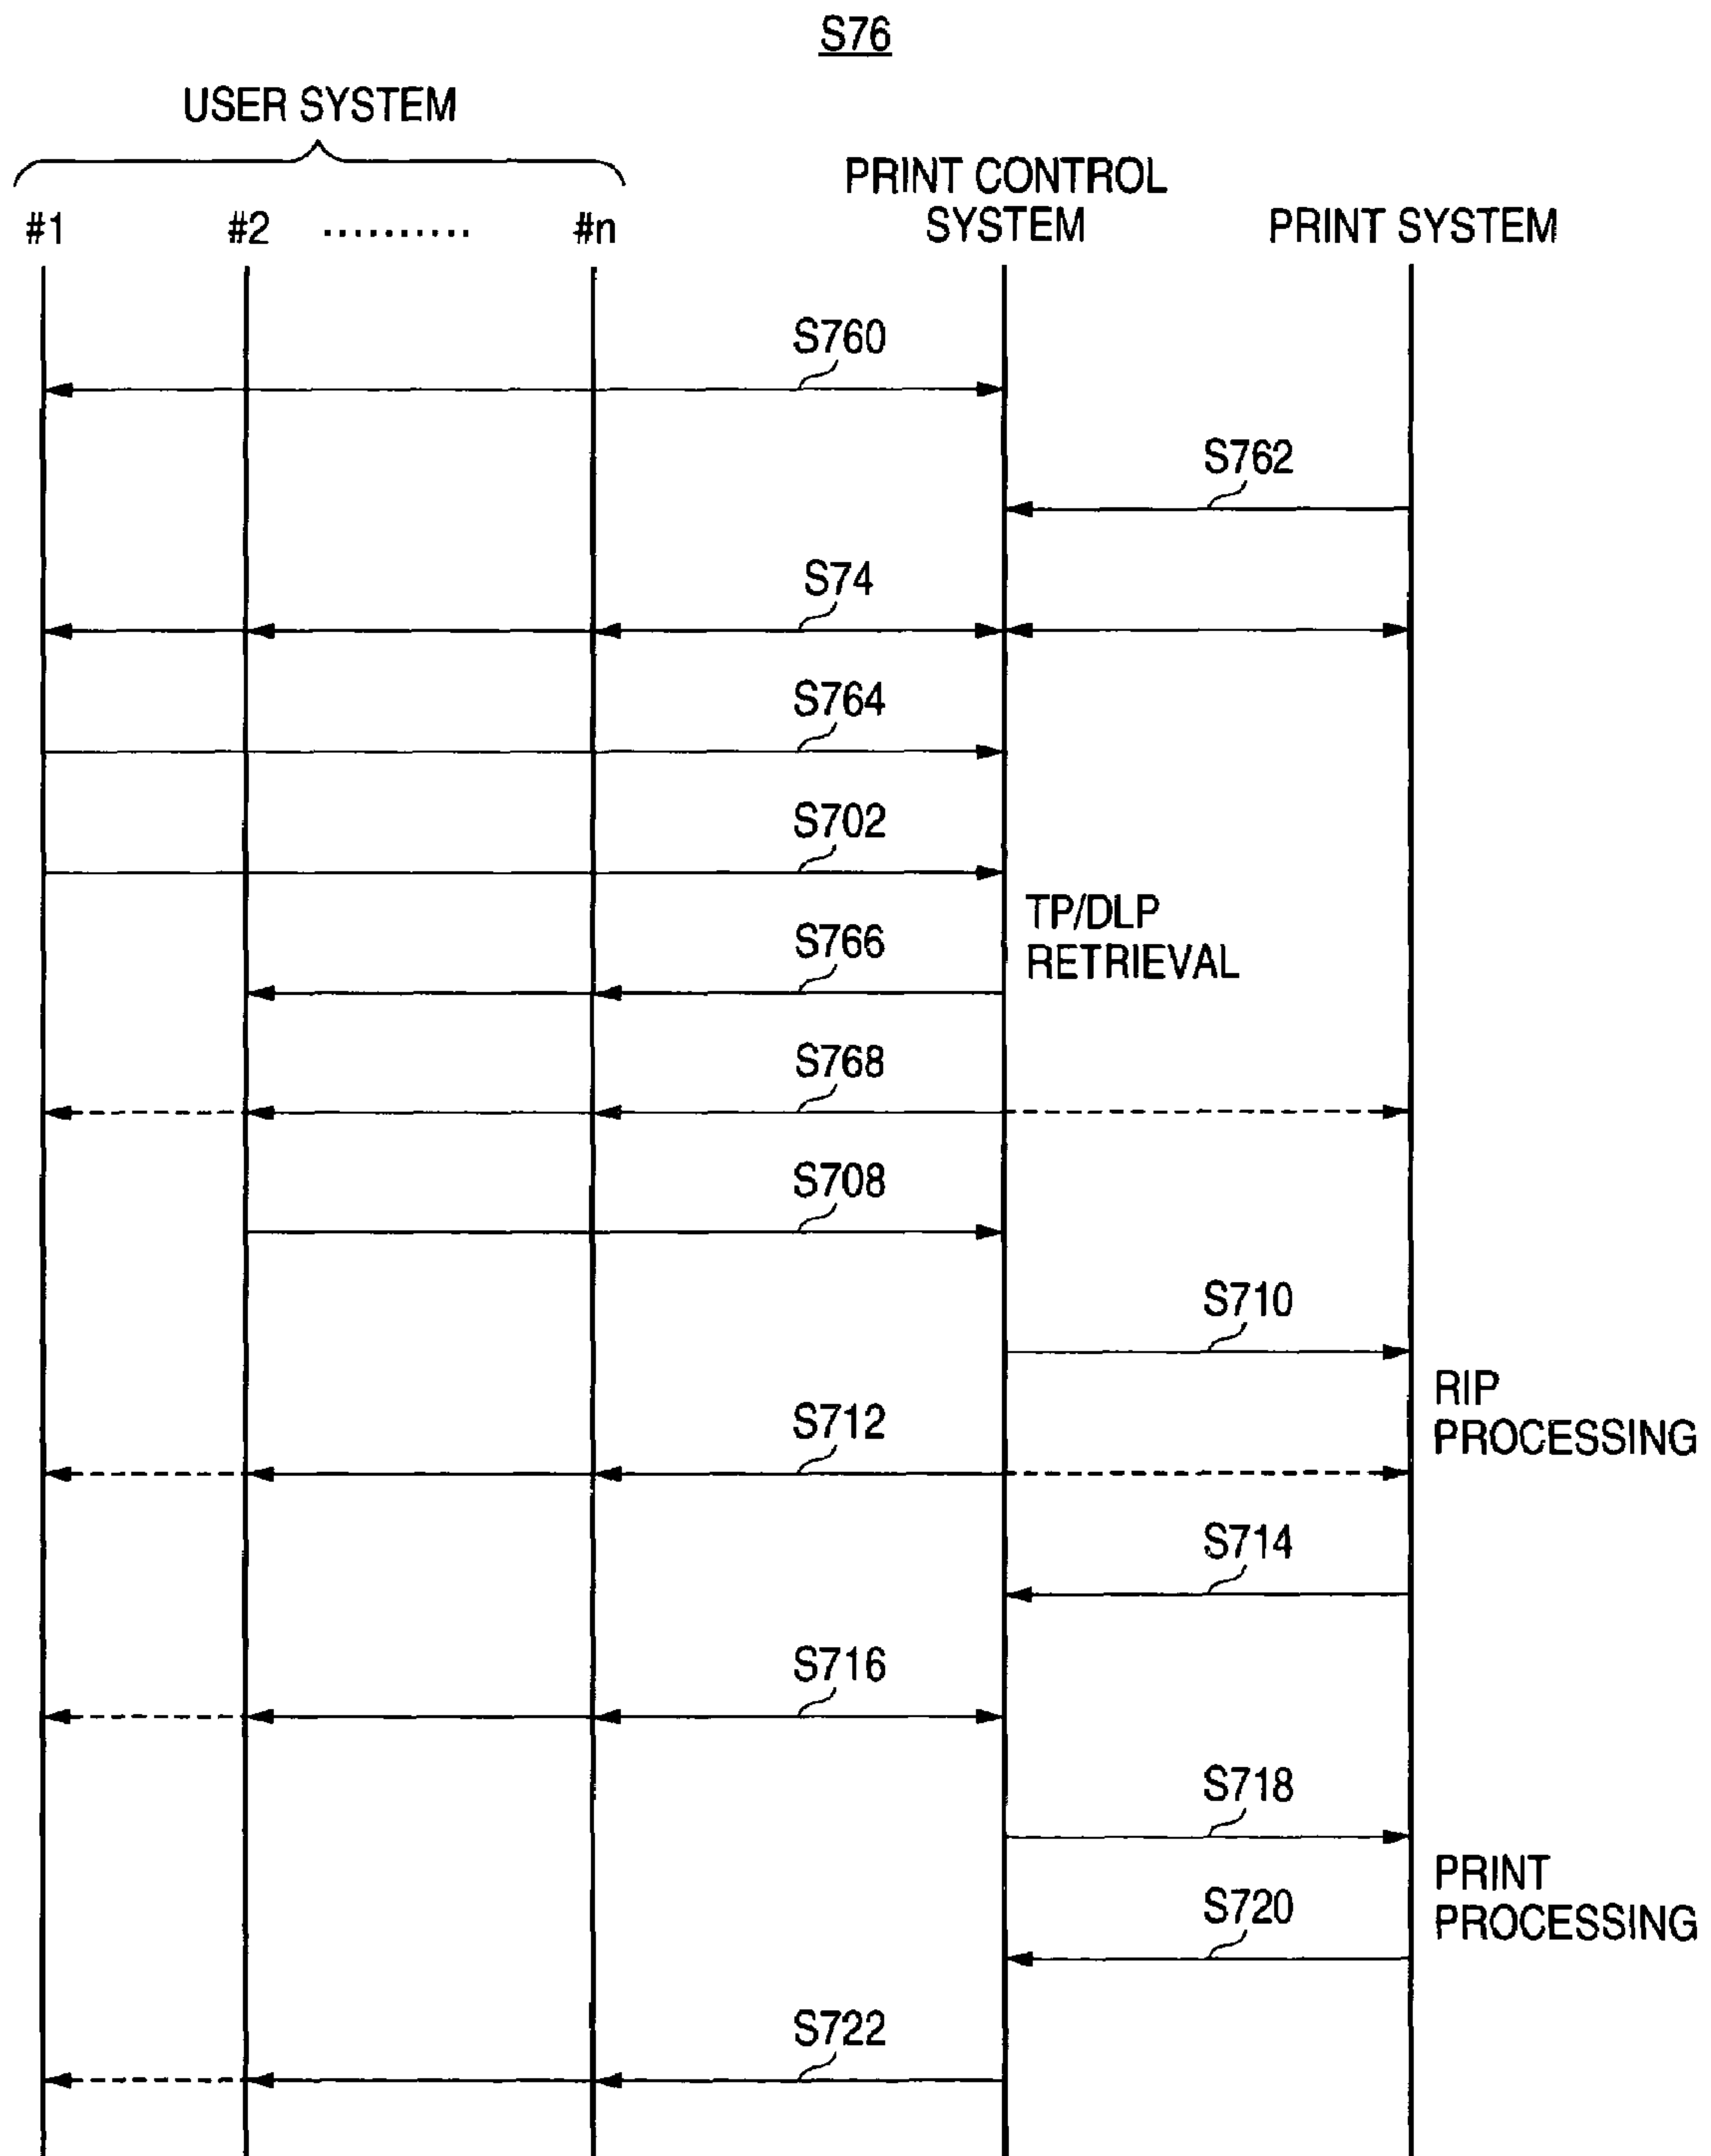 S76
USER SYSTEM
PRINT CONTROL
SYSTEM
PRINT SYSTEM
#1
#2
..........
#n
S760
S762
S74
S764
S702
TP/DLP
RETRIEVAL
S766
S768
S708
S710
RIP
PROCESSING
S712
S714
S716
S718
PRINT
PROCESSING
S720
S722